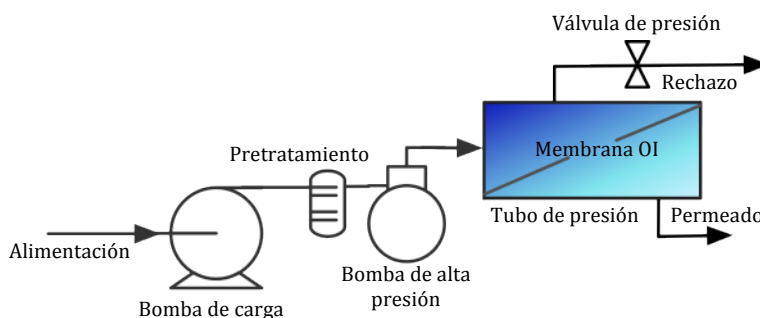 Válvula de presión
Rechazo
Membrana OI
Pretratamiento
Tubo de presión
Permeado
Alimentación
Bomba de alta
presión
Bomba de carga